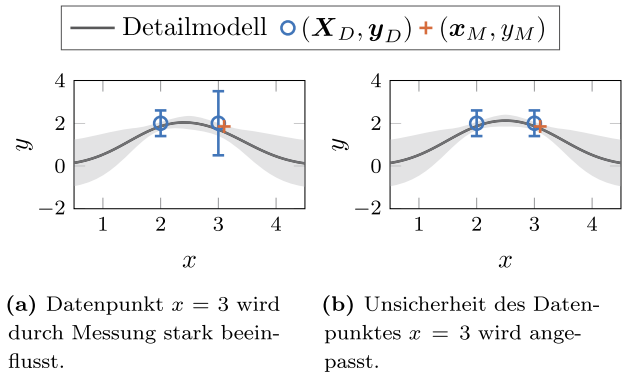 Detailmodell (X_D, y_D) (x_M, y_M)
4
2
0
−2
y
1 2 3 4
x
4
2
0
−2
y
1 2 3 4
x
(a) Datenpunkt x = 3 wird
durch Messung stark beein-
flusst.
(b) Unsicherheit des Daten-
punktes x = 3 wird ange-
passt.